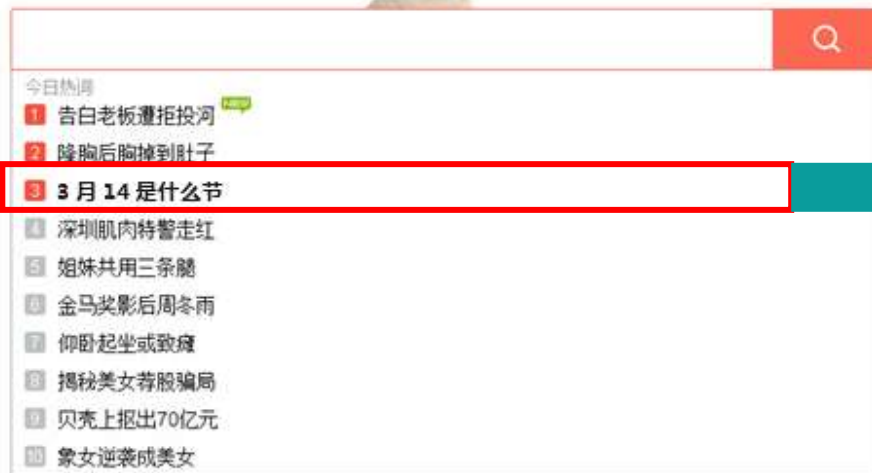 今日热词
1 告白老板遭拒投河 NEW
2 隆胸后胸掉到肚子
3 3月14是什么节
4 深圳肌肉特警走红
5 姐妹共用三条腿
6 金马奖影后周冬雨
7 仰卧起坐或致瘫
8 揭秘美女荐股骗局
9 贝壳上抠出70亿元
10 象女逆袭成美女